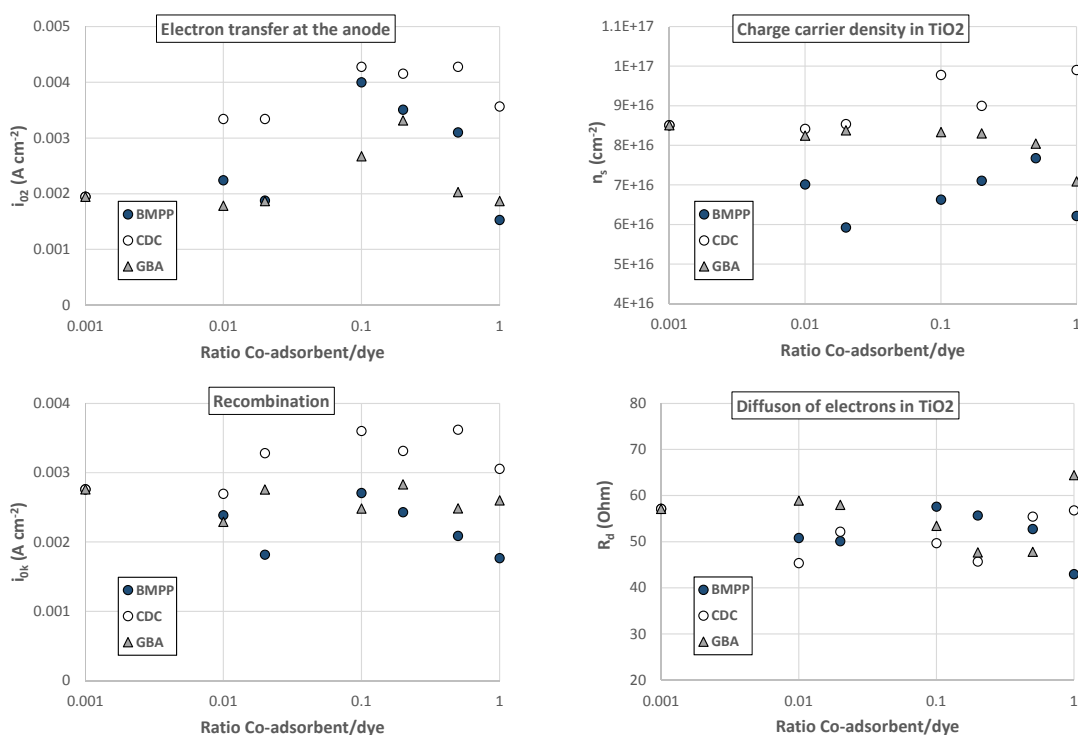 Electron transfer at the anode
0.005
0.004
0.003
0.002
0.001
0
i02 (A cm-2)
BMPP
CDC
GBA
0.001 0.01 0.1 1
Ratio Co-adsorbent/dye
Charge carrier density in TiO2
1.1E+17
1E+17
9E+16
8E+16
7E+16
6E+16
5E+16
4E+16
ns (cm-2)
BMPP
CDC
GBA
0.001 0.01 0.1 1
Ratio Co-adsorbent/dye
Recombination
0.004
0.003
0.002
0.001
0
i0k (A cm-2)
BMPP
CDC
GBA
0.001 0.01 0.1 1
Ratio Co-adsorbent/dye
Diffuson of electrons in TiO2
80
70
60
50
40
30
20
Rd (Ohm)
BMPP
CDC
GBA
0.001 0.01 0.1 1
Ratio Co-adsorbent/dye